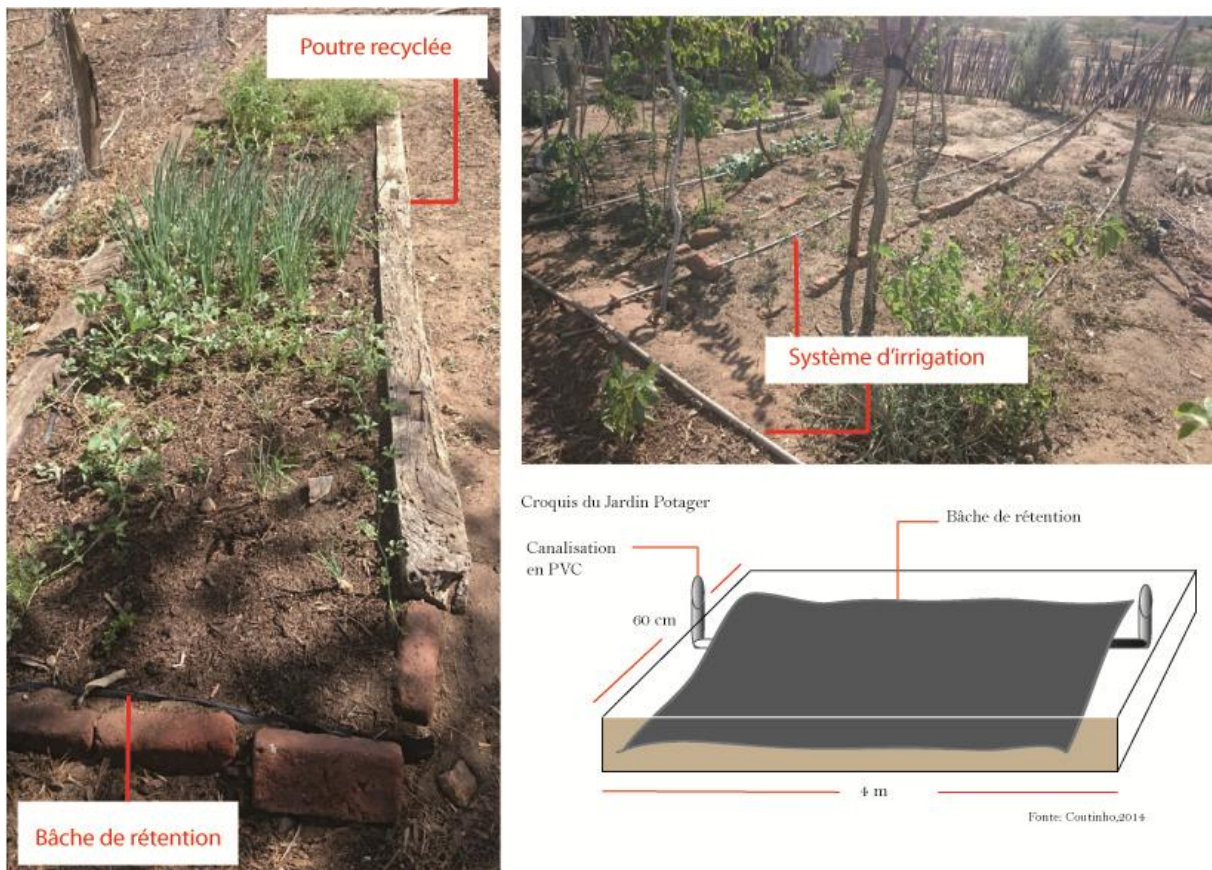 Poutre recyclée
Bâche de rétention
Système d'irrigation
Croquis du Jardin Potager
Canalisation
en PVC
Bâche de rétention
60 cm
4 m
Fonte: Coutinho,2014